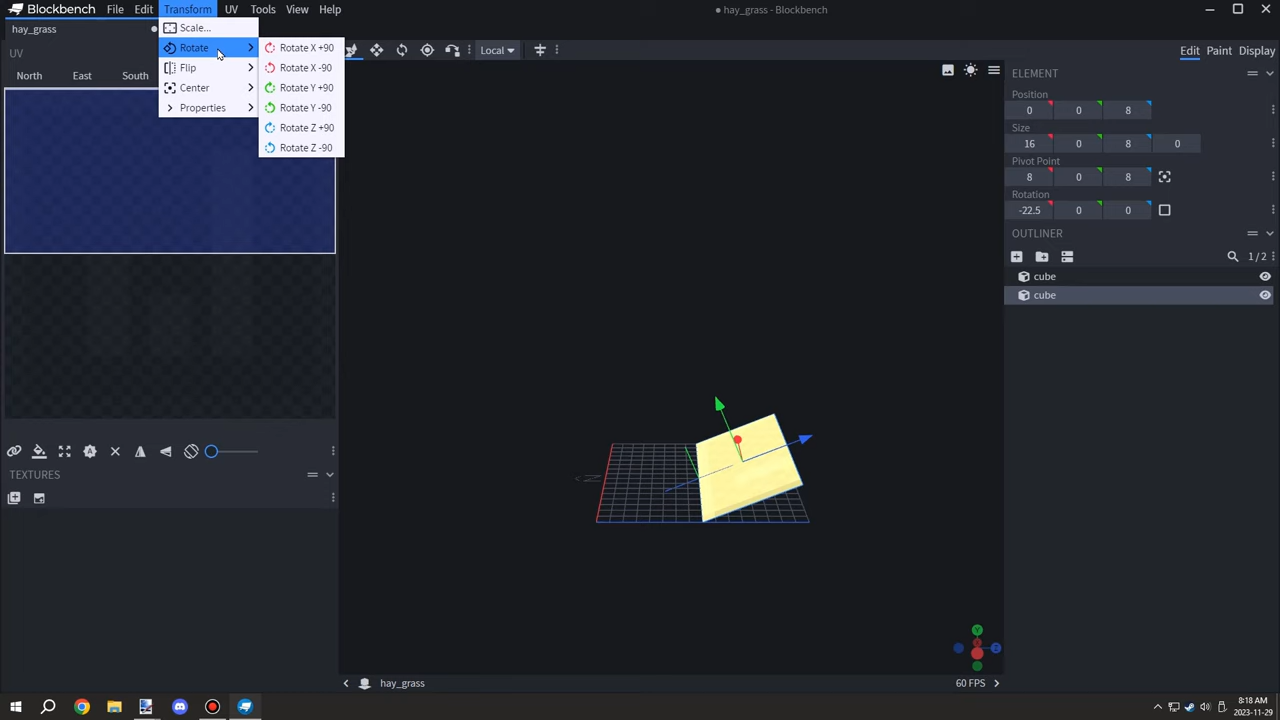 Blockbench File Edit Transform UV Tools View Help
hay_grass - Blockbench
hay_grass
Scale...
Rotate
Flip
Center
Properties
Rotate X +90
Rotate X -90
Rotate Y +90
Rotate Y -90
Rotate Z +90
Rotate Z -90
UV
North East South
Local
Edit Paint Display
ELEMENT
Position
0 0 8
Size
16 0 8 0
Pivot Point
8 0 8
Rotation
-22.5 0 0
OUTLINER
1/2
cube
cube
TEXTURES
N
Y
Z
hay_grass
60 FPS
8:18 AM
2023-11-29